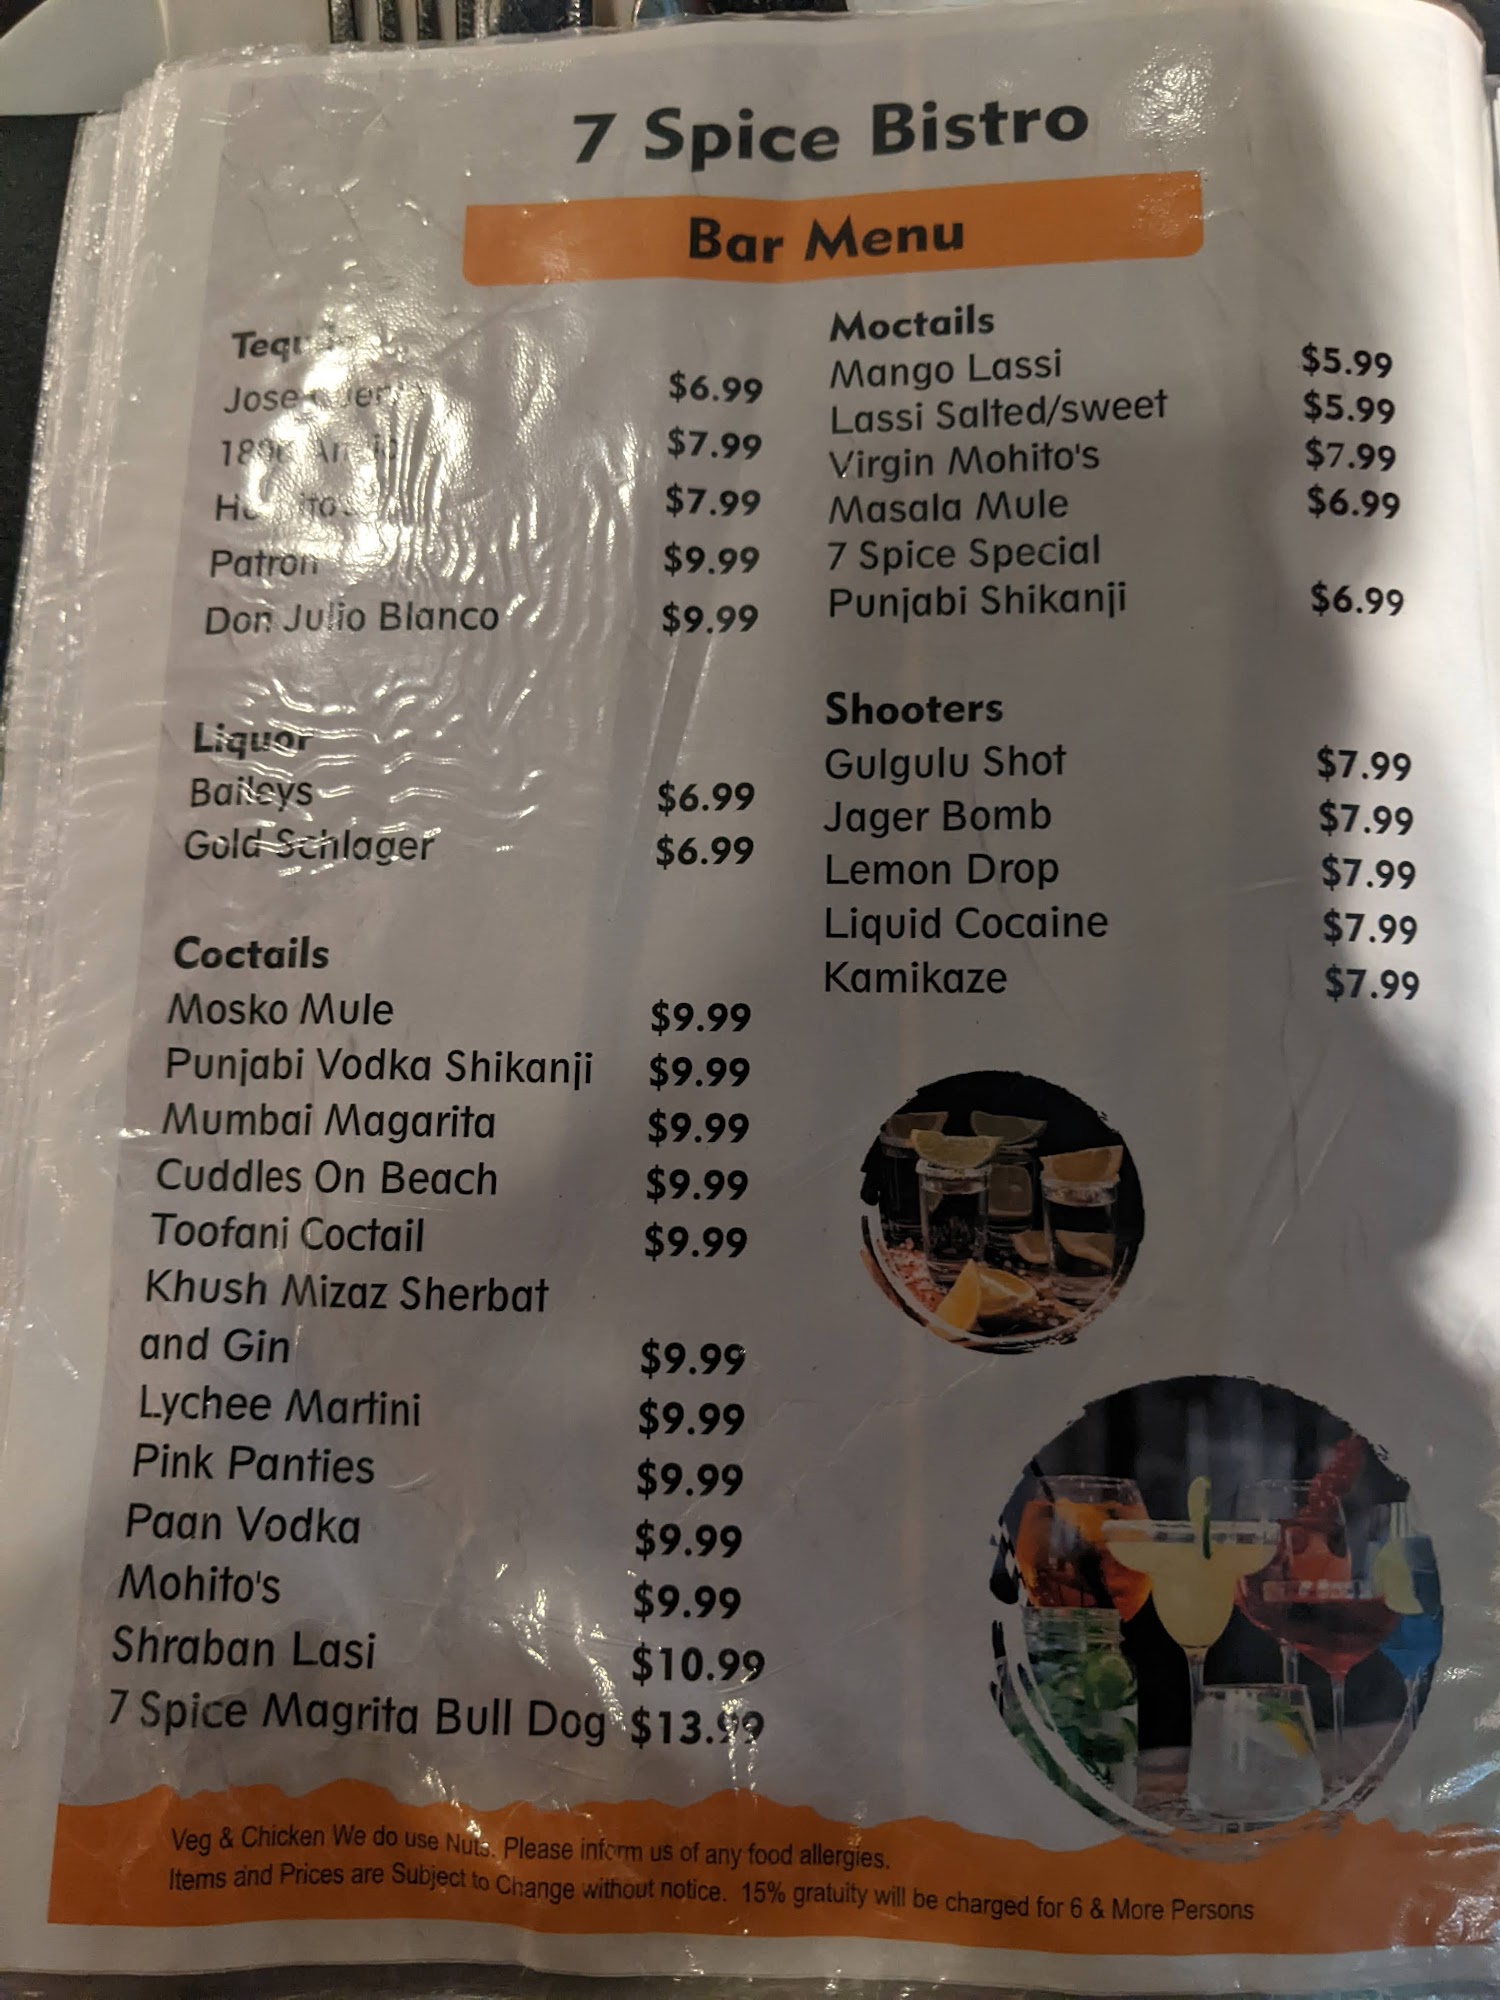 7 Spice Bistro
Bar Menu
Jose $6.99
$7.99
$7.99
Patron $9.99
Don Julio Blanco $9.99
Liquor
Baileys $6.99
Gold Schlager $6.99
Coctails
Mosko Mule $9.99
Punjabi Vodka Shikanji $9.99
Mumbai Magarita $9.99
Cuddles On Beach $9.99
Toofani Coctail $9.99
Khush Mizaz Sherbat
and Gin $9.99
Lychee Martini $9.99
Pink Panties $9.99
Paan Vodka $9.99
Mohito's $9.99
Shraban Lasi $10.99
7 Spice Magrita Bull Dog $13.99
Moctails
Mango Lassi $5.99
Lassi Salted/sweet $5.99
Virgin Mohito's $7.99
Masala Mule $6.99
7 Spice Special
Punjabi Shikanji $6.99
Shooters
Gulgulu Shot $7.99
Jager Bomb $7.99
Lemon Drop $7.99
Liquid Cocaine $7.99
Kamikaze $7.99
Veg & Chicken We do use Nuts. Please inform us of any food allergies.
Items and Prices are Subject to Change without notice. 15% gratuity will be charged for 6 & More Persons